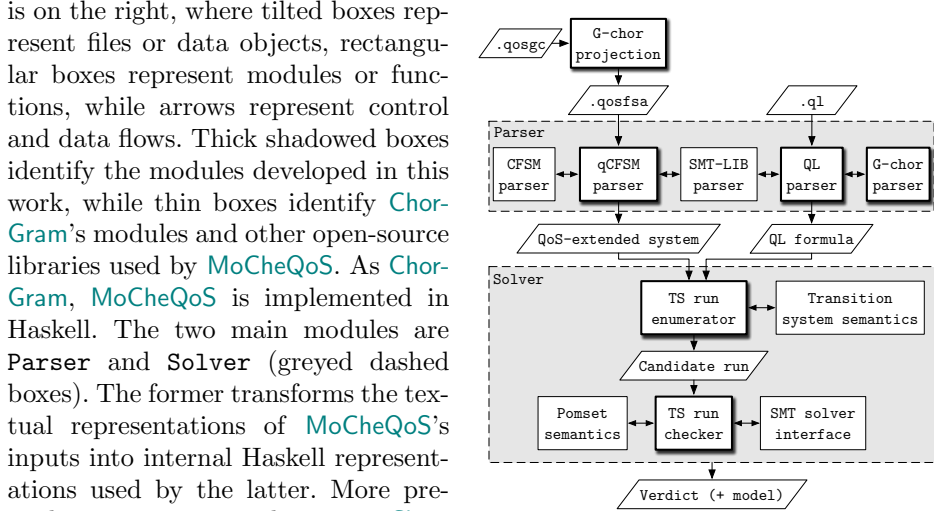 is on the right, where tilted boxes rep-
resent files or data objects, rectangu-
lar boxes represent modules or func-
tions, while arrows represent control
and data flows. Thick shadowed boxes
identify the modules developed in this
work, while thin boxes identify Chor-
Gram's modules and other open-source
libraries used by MoCheQoS. As Chor-
Gram, MoCheQoS is implemented in
Haskell. The two main modules are
Parser and Solver (greyed dashed
boxes). The former transforms the tex-
tual representations of MoCheQoS's
inputs into internal Haskell represent-
ations used by the latter. More pre-
.qosgc
G-chor
projection
.qosfsa
.ql
Parser
CFSM
parser
qCFSM
parser
SMT-LIB
parser
QL
parser
G-chor
parser
QoS-extended system
QL formula
Solver
TS run
enumerator
Transition
system semantics
Candidate run
Pomset
semantics
TS run
checker
SMT solver
interface
Verdict (+ model)